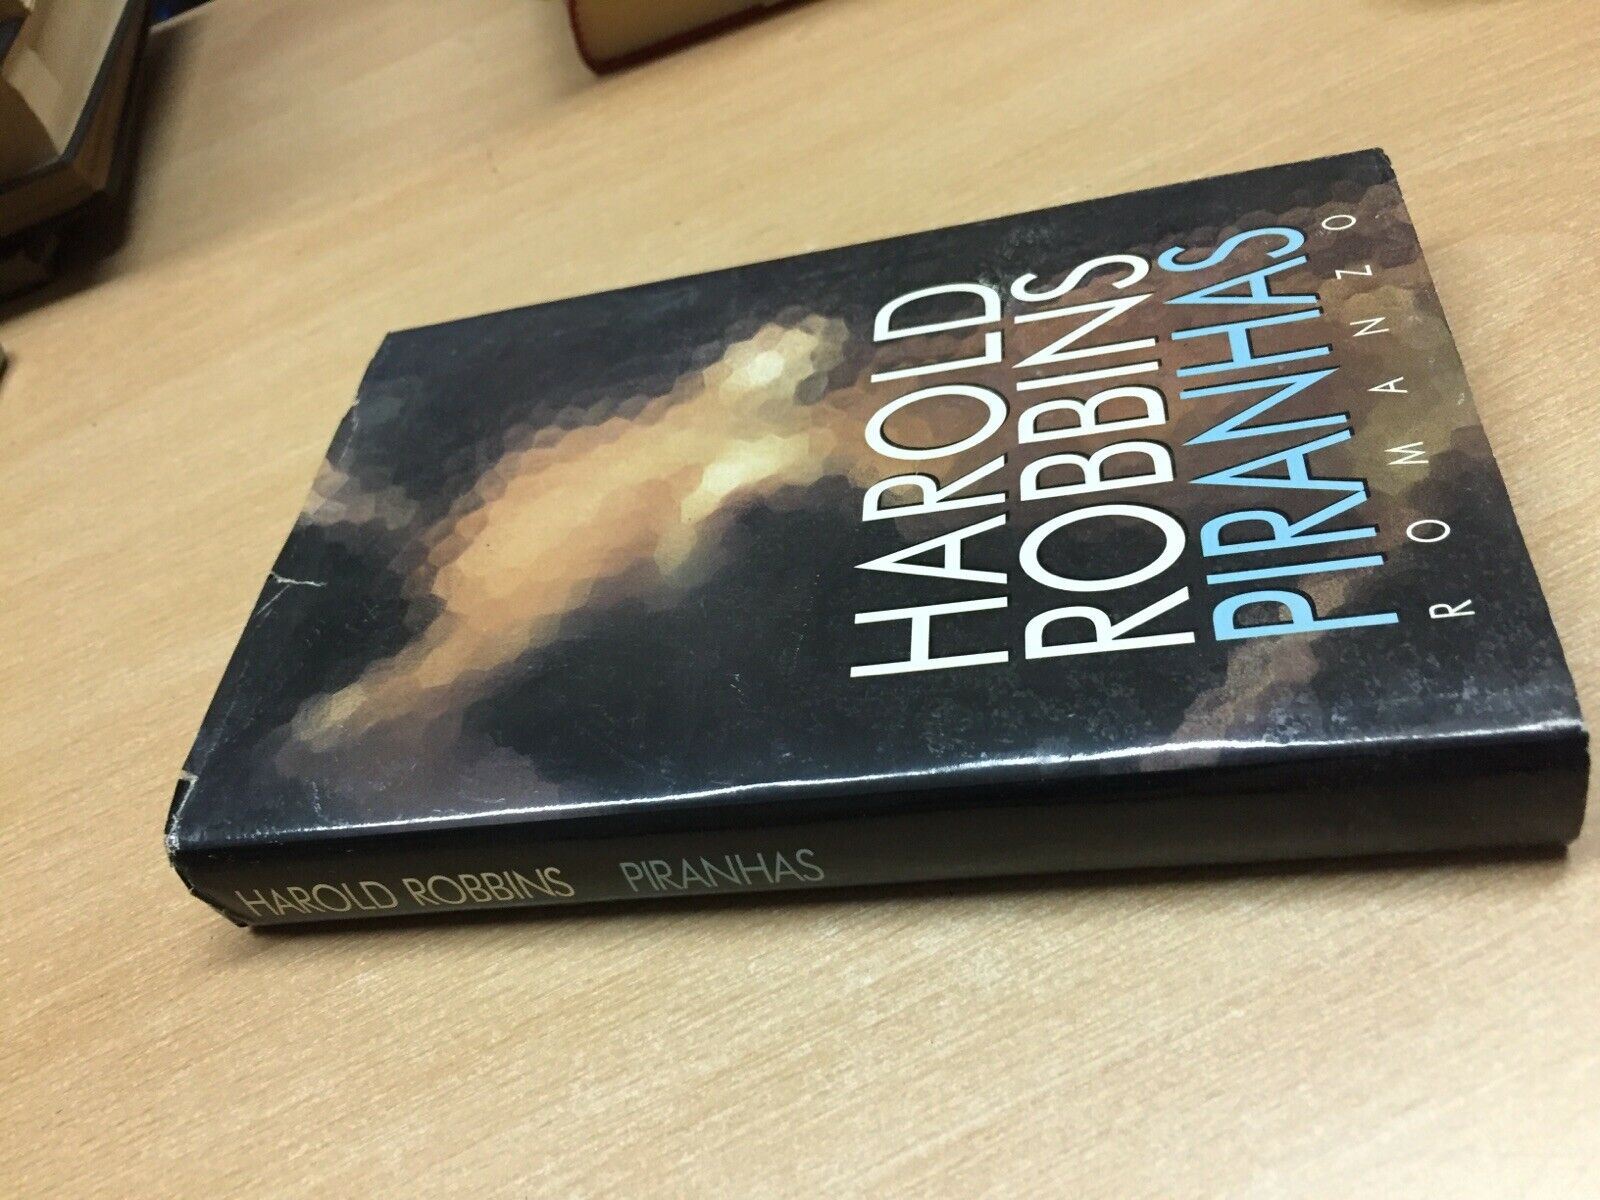 HAROLD
ROBBINS
PIRANHAS
ROMANZO
HAROLD ROBBINS PIRANHAS